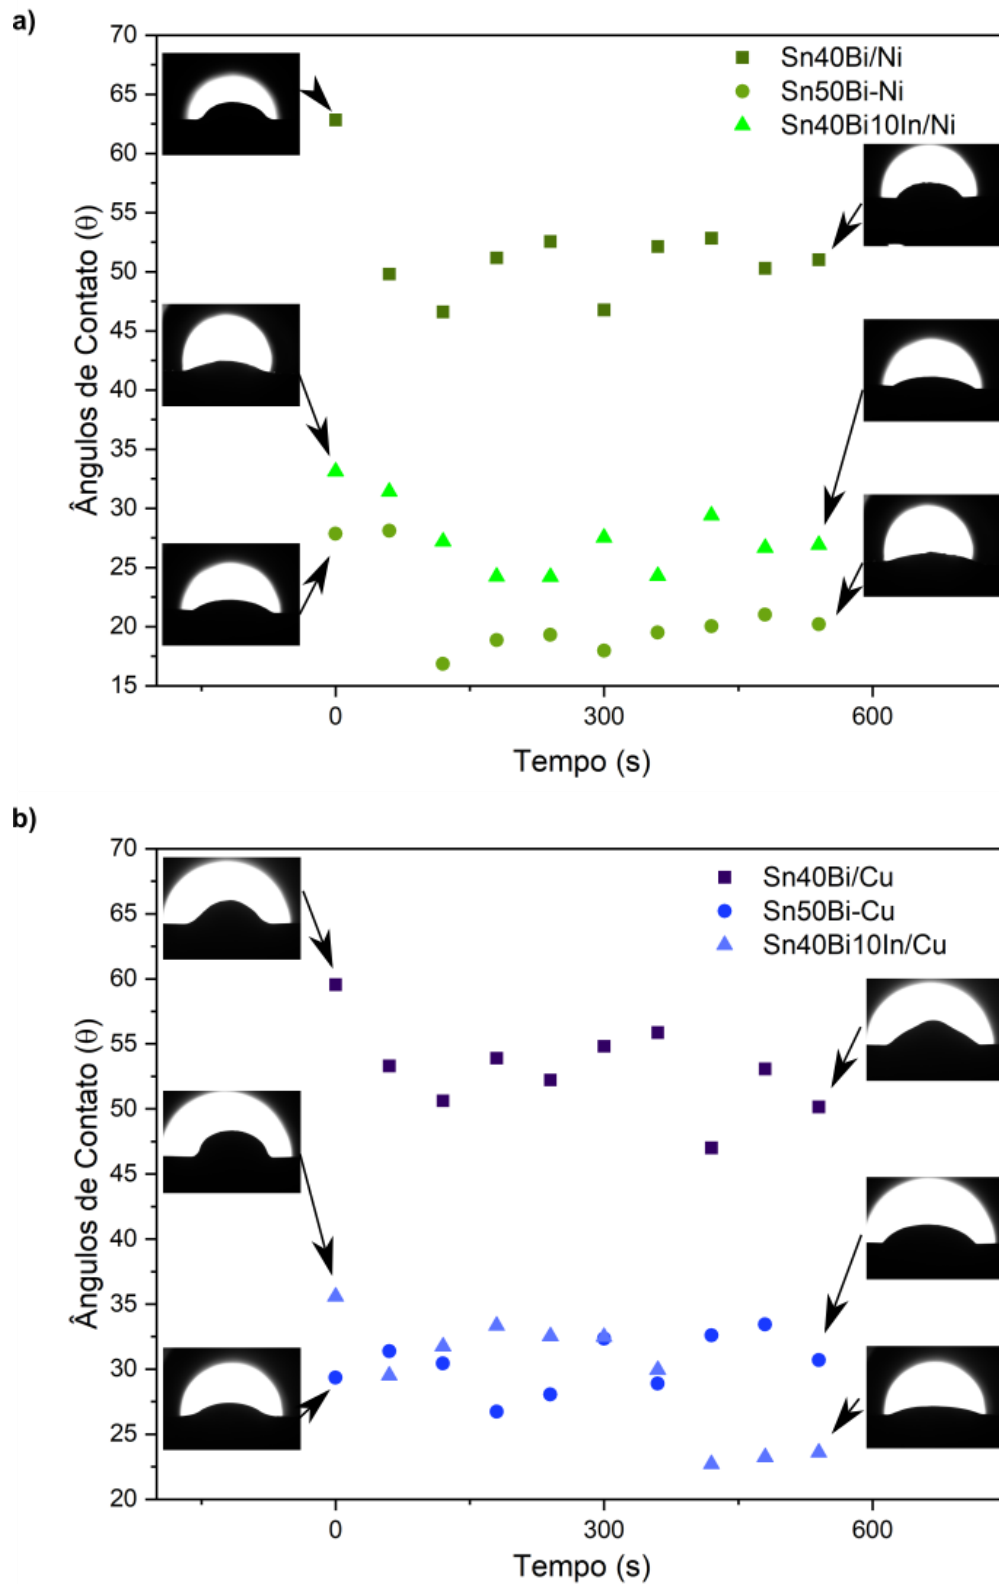 a)
70
65
60
55
50
45
40
35
30
25
20
15
Ângulos de Contato (θ)
Sn40Bi/Ni
Sn50Bi-Ni
Sn40Bi10In/Ni
0
300
600
Tempo (s)
b)
70
65
60
55
50
45
40
35
30
25
20
Ângulos de Contato (θ)
Sn40Bi/Cu
Sn50Bi-Cu
Sn40Bi10In/Cu
0
300
600
Tempo (s)